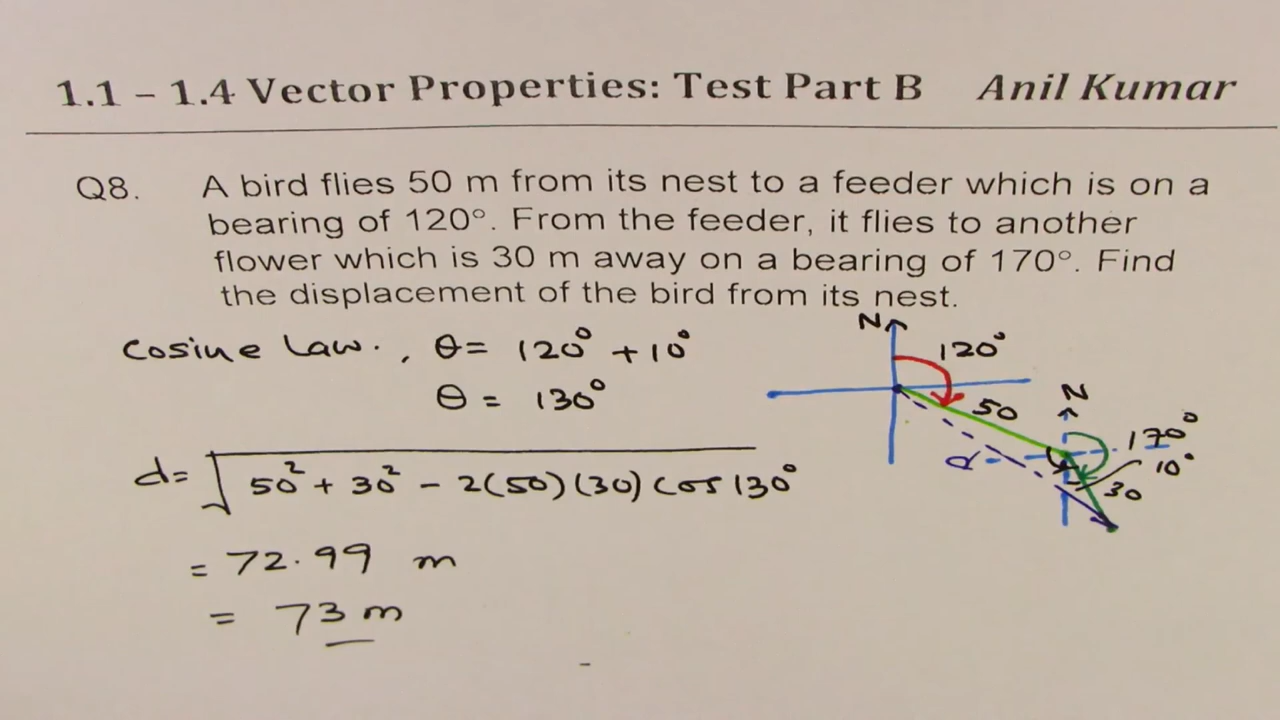 1.1 – 1.4 Vector Properties: Test Part B Anil Kumar
Q8. A bird flies 50 m from its nest to a feeder which is on a
bearing of 120°. From the feeder, it flies to another
flower which is 30 m away on a bearing of 170°. Find
the displacement of the bird from its nest.
Cosine Law. , θ = 120° + 10°
θ = 130°
d = √50² + 30² - 2(50)(30) cos 130°
= 72.99 m
= 73 m
N
120°
50
N
170°
10°
d
30